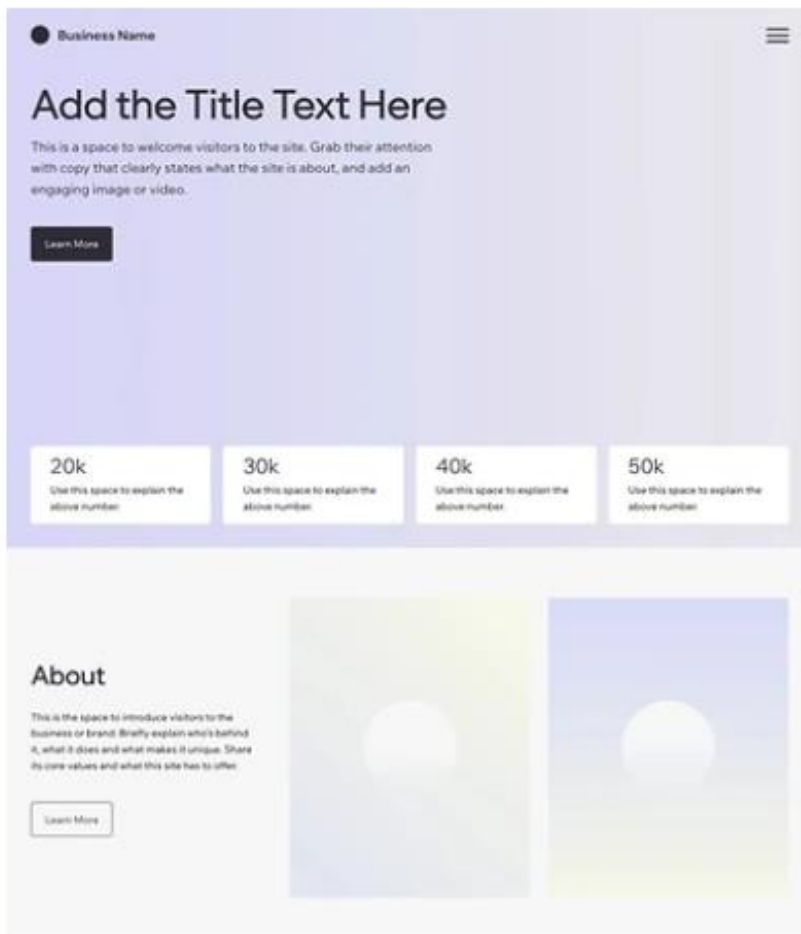 Business Name
Add the Title Text Here
This is a space to welcome visitors to the site. Grab their attention
with copy that clearly states what the site is about, and add an
engaging image or video.
Learn More
20k
Use this space to explain the
above number.
30k
Use this space to explain the
above number.
40k
Use this space to explain the
above number.
50k
Use this space to explain the
above number.
About
This is the space to introduce visitors to the
business or brand. Briefly explain who's behind
it, what it does and what makes it unique. Share
its core values and what this site has to offer.
Learn More